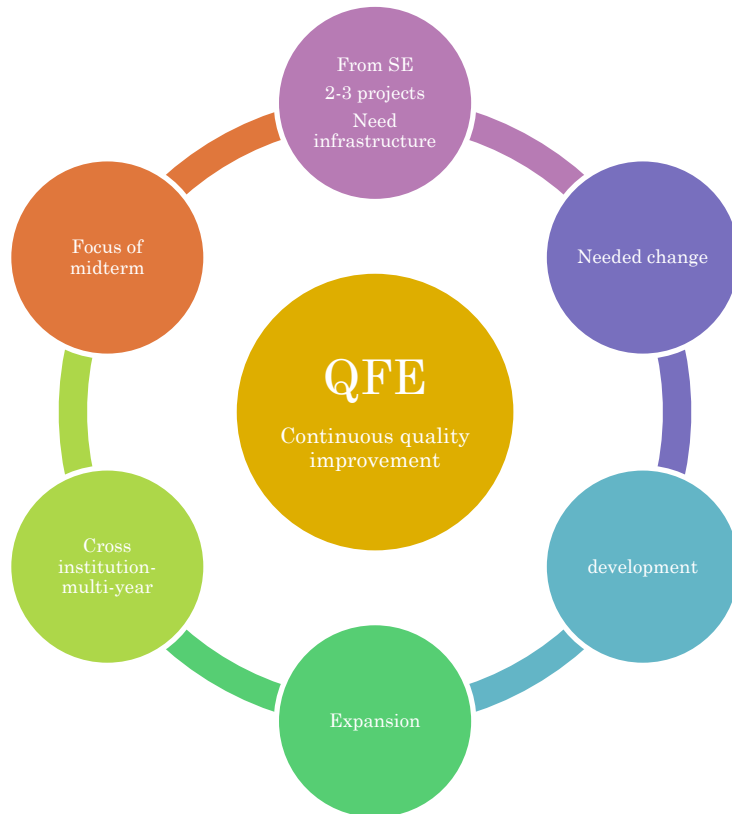 From SE
2-3 projects
Need
infrastructure
Needed change
development
Expansion
Cross
institution-
multi-year
Focus of
midterm
QFE
Continuous quality
improvement